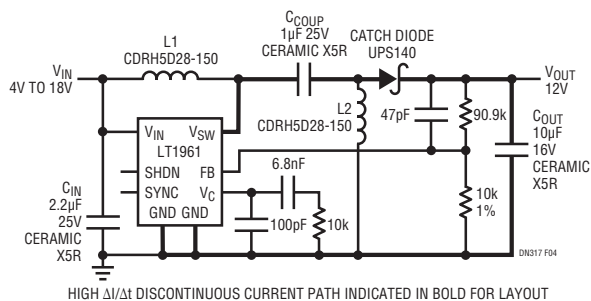 L1
CDRH5D28-150
CCOUP
1µF 25V
CERAMIC X5R
CATCH DIODE
UPS140
VIN
4V TO 18V
VOUT
12V
L2
CDRH5D28-150
47pF
90.9k
COUT
10µF
16V
CERAMIC
X5R
VIN VSW
LT1961
SHDN FB
SYNC VC
GND GND
6.8nF
CIN
2.2µF
25V
CERAMIC
X5R
100pF
10k
10k
1%
DN317 F04
HIGH ∆I/∆t DISCONTINUOUS CURRENT PATH INDICATED IN BOLD FOR LAYOUT